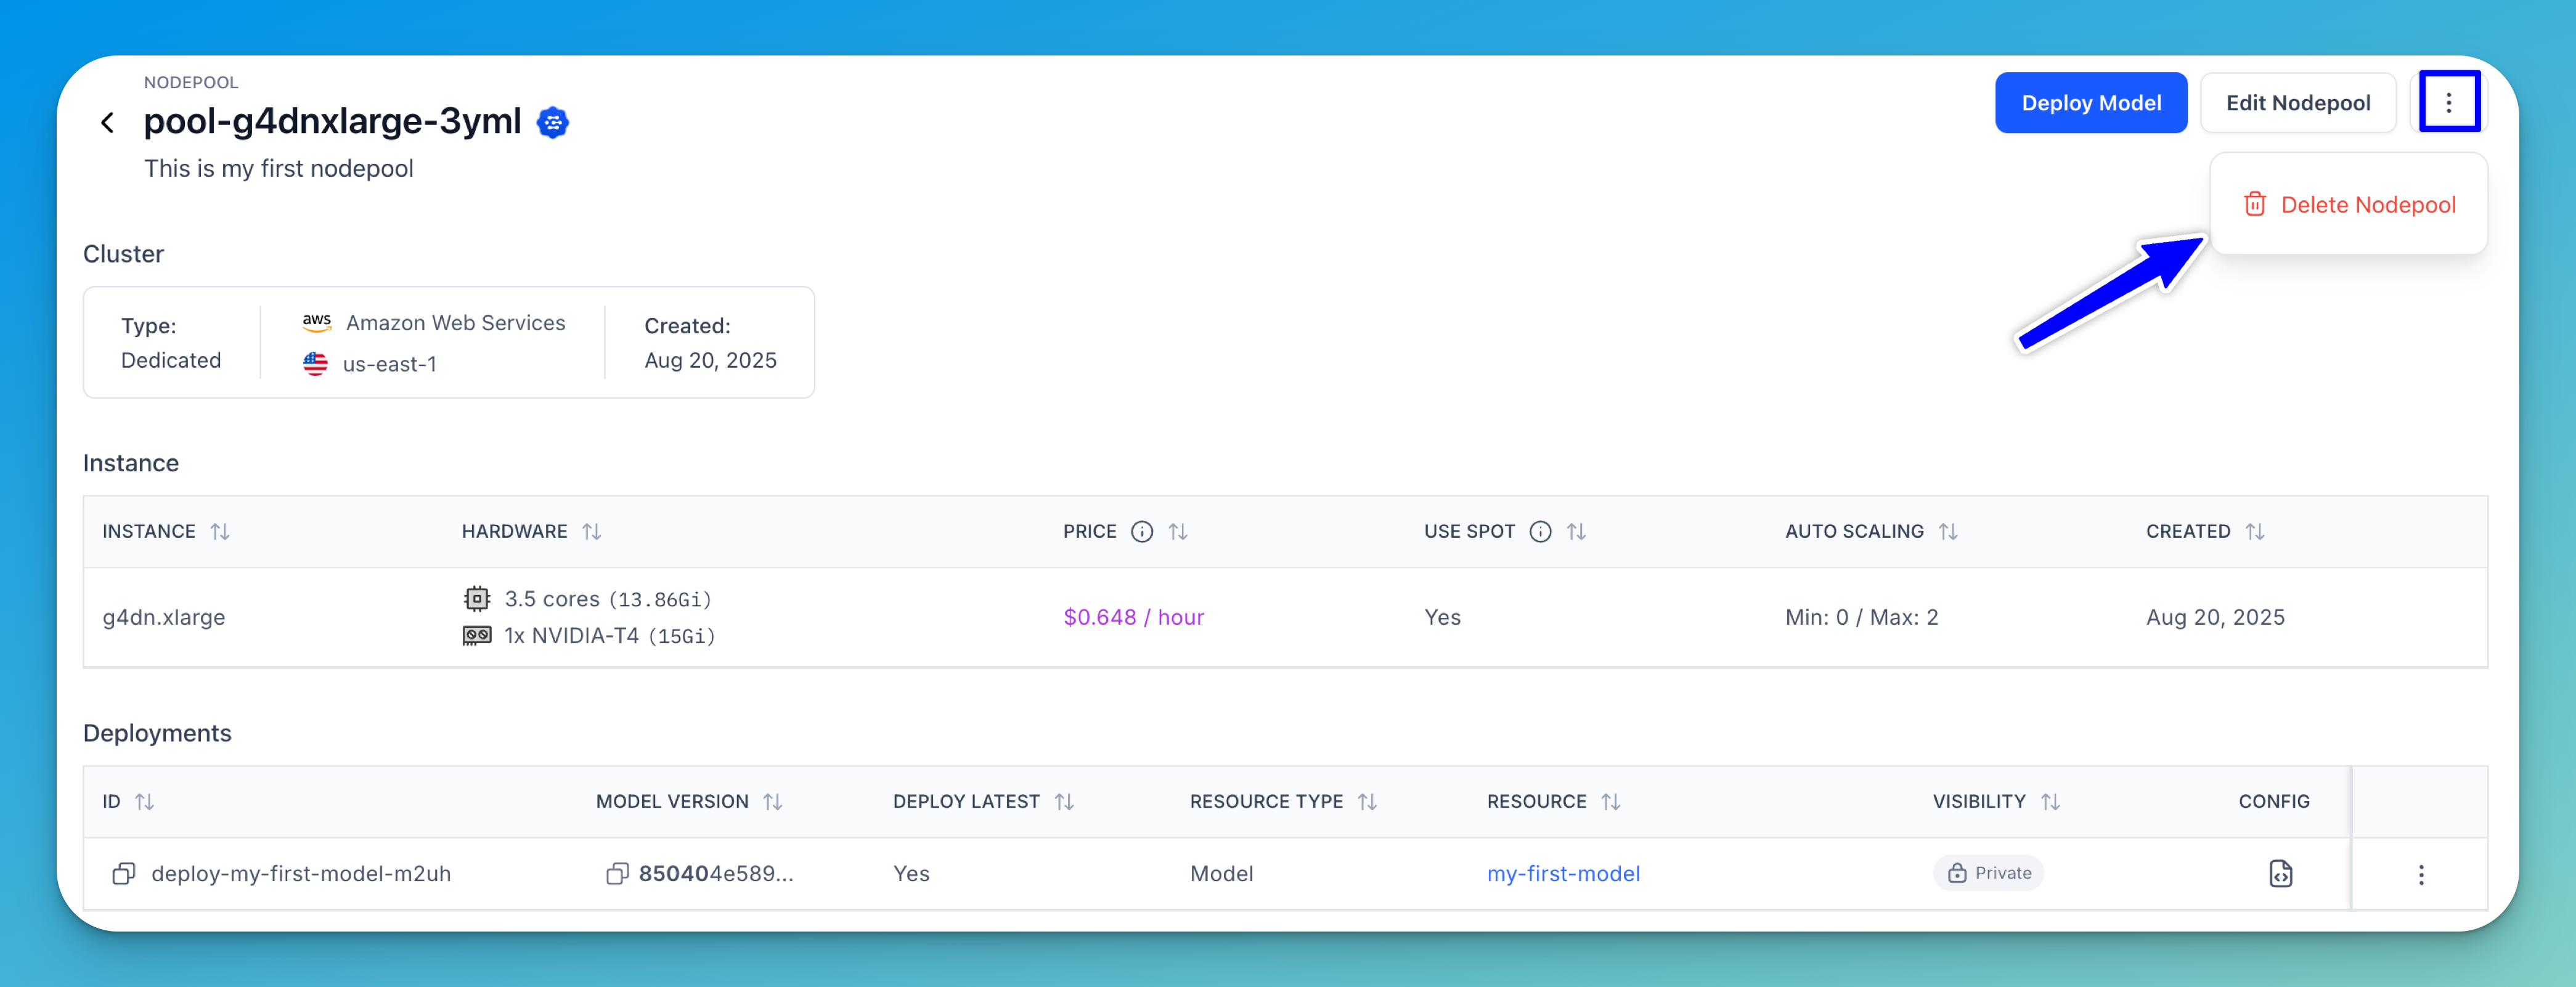 NODEPOOL
pool-g4dnxlarge-3yml
This is my first nodepool
Deploy Model
Edit Nodepool
Delete Nodepool
Cluster
Type:
Dedicated
aws Amazon Web Services
us-east-1
Created:
Aug 20, 2025
Instance
INSTANCE HARDWARE PRICE USE SPOT AUTO SCALING CREATED
g4dn.xlarge 3.5 cores (13.86Gi) $0.648 / hour Yes Min: 0 / Max: 2 Aug 20, 2025
1x NVIDIA-T4 (15Gi)
Deployments
ID MODEL VERSION DEPLOY LATEST RESOURCE TYPE RESOURCE VISIBILITY CONFIG
deploy-my-first-model-m2uh 850404e589... Yes Model my-first-model Private